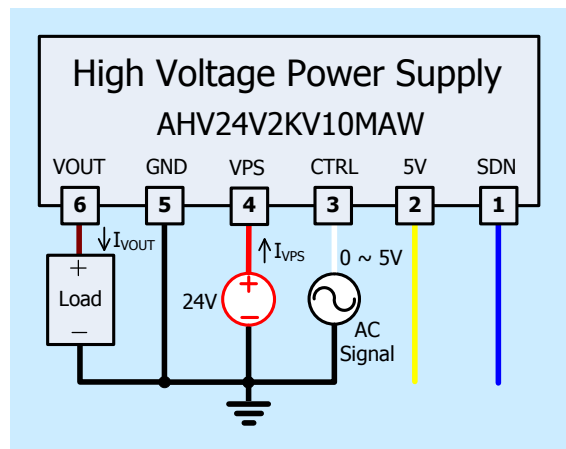 High Voltage Power Supply
AHV24V2KV10MAW
VOUT GND VPS CTRL 5V SDN
6 5 4 3 2 1
↓IVOUT ↑IVPS 0 ~ 5V
+ +
Load 24V
− −
AC
Signal